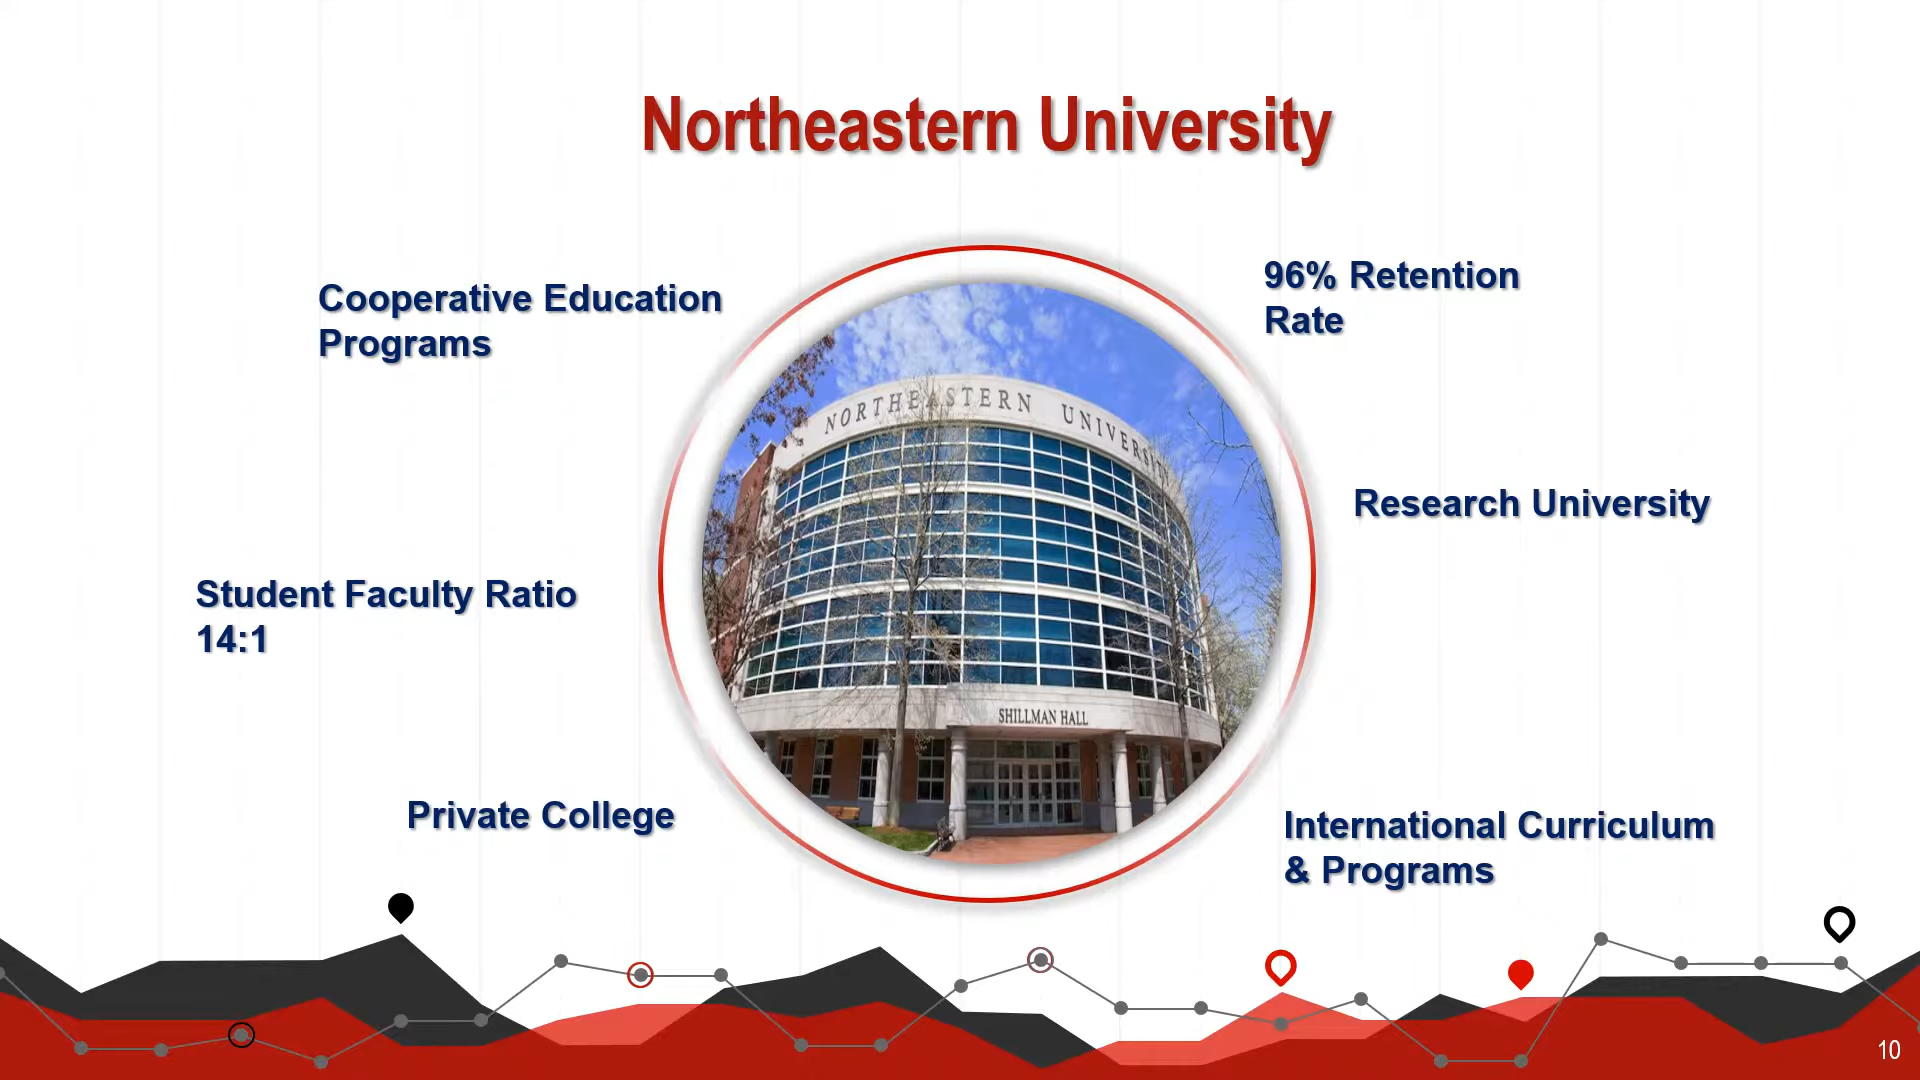 Northeastern University
Cooperative Education
Programs
96% Retention
Rate
NORTHEASTERN UNIVERSITY
Research University
Student Faculty Ratio
14:1
SHILLMAN HALL
Private College
International Curriculum
& Programs
10